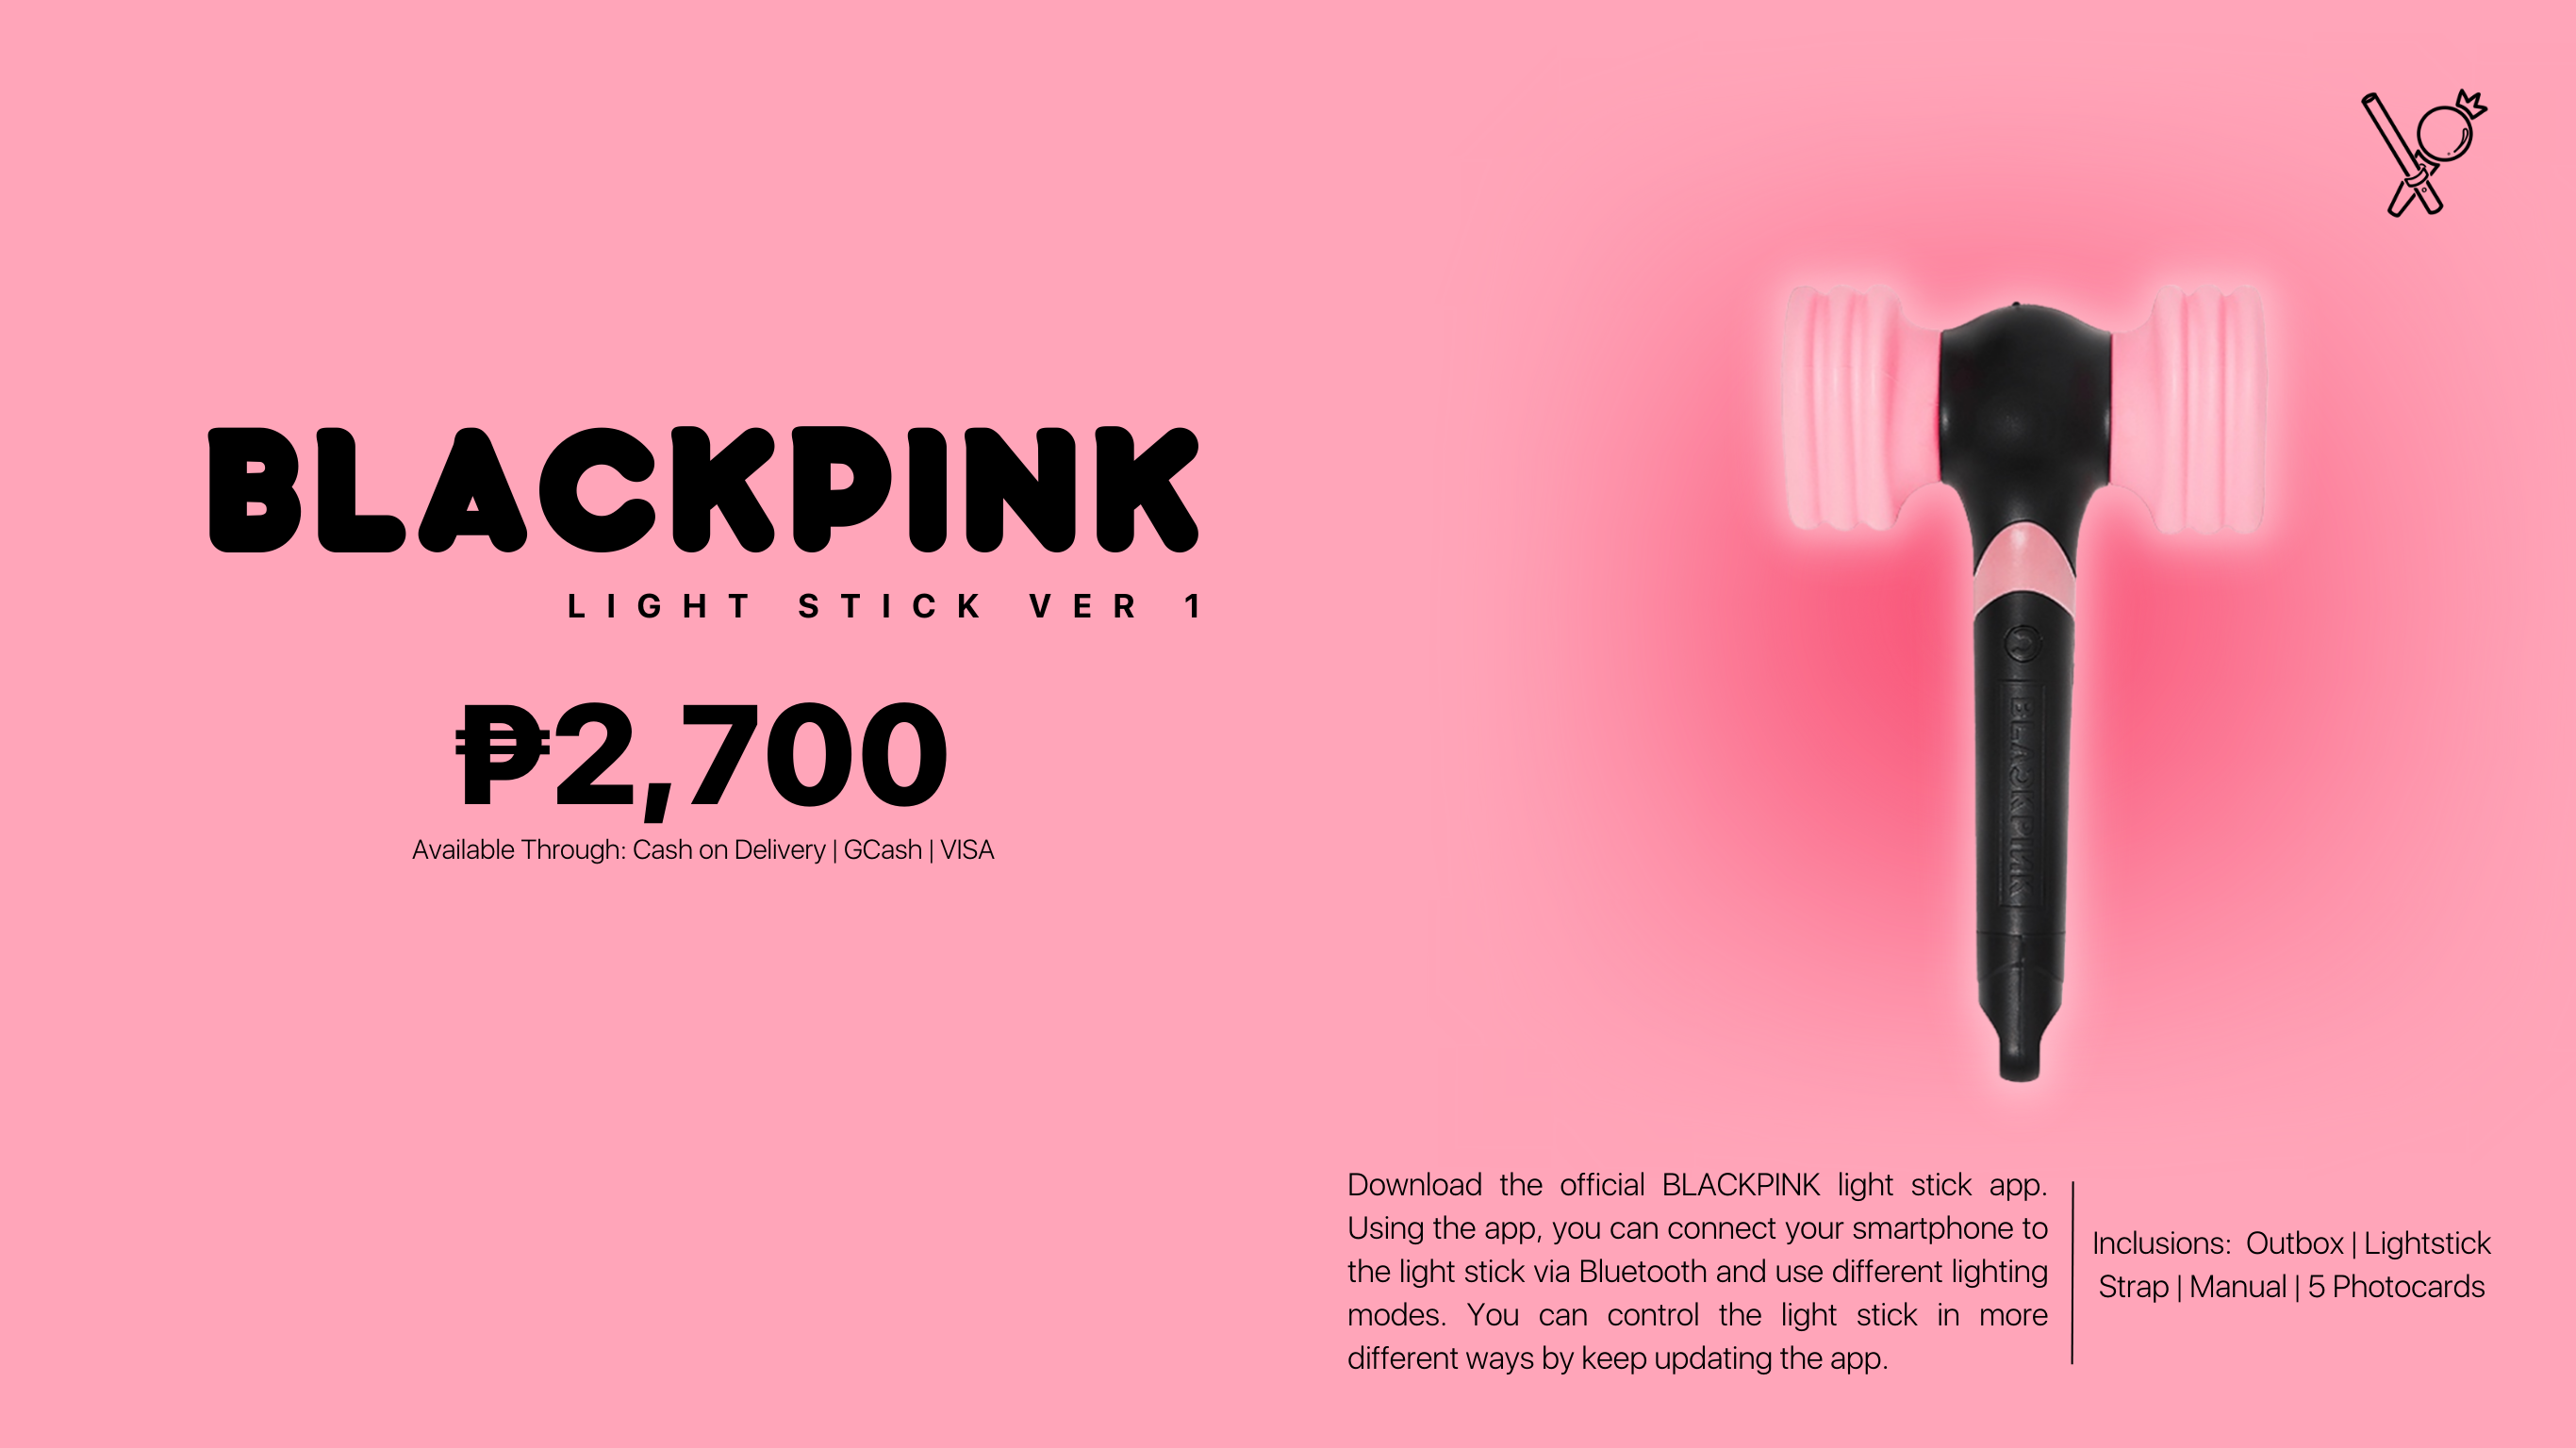 BLACKPINK
LIGHT STICK VER 1
₱2,700
Available Through: Cash on Delivery | GCash | VISA
BLACKPINK
Download the official BLACKPINK light stick app.
Using the app, you can connect your smartphone to
the light stick via Bluetooth and use different lighting
modes. You can control the light stick in more
different ways by keep updating the app.
Inclusions: Outbox | Lightstick
Strap | Manual | 5 Photocards